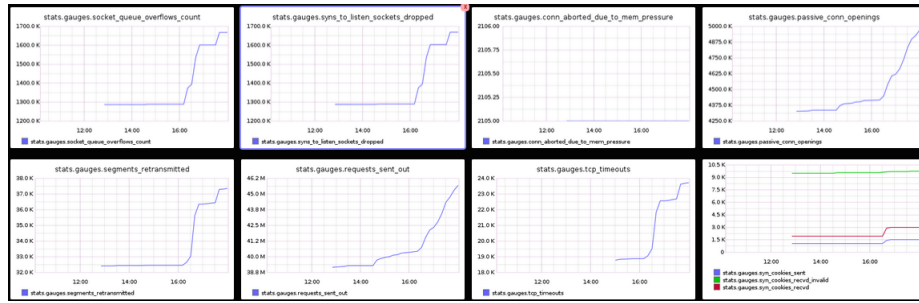 stats.gauges.socket_queue_overflows_count
1700.0 K
1600.0 K
1500.0 K
1400.0 K
1300.0 K
1200.0 K
12:00 14:00 16:00
stats.gauges.socket_queue_overflows_count
x
stats.gauges.syns_to_listen_sockets_dropped
1700.0 K
1600.0 K
1500.0 K
1400.0 K
1300.0 K
1200.0 K
12:00 14:00 16:00
stats.gauges.syns_to_listen_sockets_dropped
stats.gauges.conn_aborted_due_to_mem_pressure
2106.00
2105.75
2105.50
2105.25
2105.00
12:00 14:00 16:00
stats.gauges.conn_aborted_due_to_mem_pressure
stats.gauges.passive_conn_openings
5000.0 K
4875.0 K
4750.0 K
4625.0 K
4500.0 K
4375.0 K
4250.0 K
12:00 14:00 16:00
stats.gauges.passive_conn_openings
stats.gauges.segments_retransmitted
38.0 K
37.0 K
36.0 K
35.0 K
34.0 K
33.0 K
32.0 K
12:00 14:00 16:00
stats.gauges.segments_retransmitted
stats.gauges.requests_sent_out
46.2 M
45.0 M
43.8 M
42.5 M
41.2 M
40.0 M
38.8 M
12:00 14:00 16:00
stats.gauges.requests_sent_out
stats.gauges.tcp_timeouts
24.0 K
23.0 K
22.0 K
21.0 K
20.0 K
19.0 K
18.0 K
12:00 14:00 16:00
stats.gauges.tcp_timeouts
10.5 K
9.0 K
7.5 K
6.0 K
4.5 K
3.0 K
1.5 K
0
12:00 14:00 16:00
stats.gauges.syn_cookies_sent
stats.gauges.syn_cookies_recvd_invalid
stats.gauges.syn_cookies_recvd